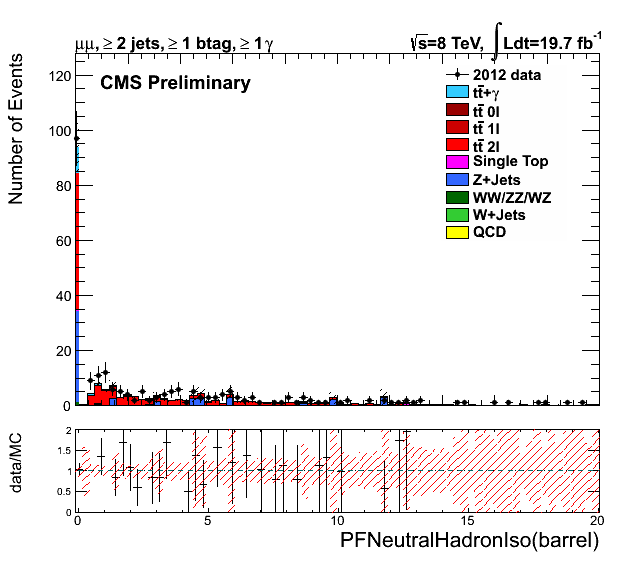 μμ, ≥ 2 jets, ≥ 1 btag, ≥ 1 γ
√s=8 TeV, ∫ Ldt=19.7 fb⁻¹
Number of Events
CMS Preliminary
2012 data
tt̄+γ
tt̄ 0l
tt̄ 1l
tt̄ 2l
Single Top
Z+Jets
WW/ZZ/WZ
W+Jets
QCD
120
100
80
60
40
20
0
data/MC
2
1.5
1
0.5
0
0 5 10 15 20
PFNeutralHadronIso(barrel)